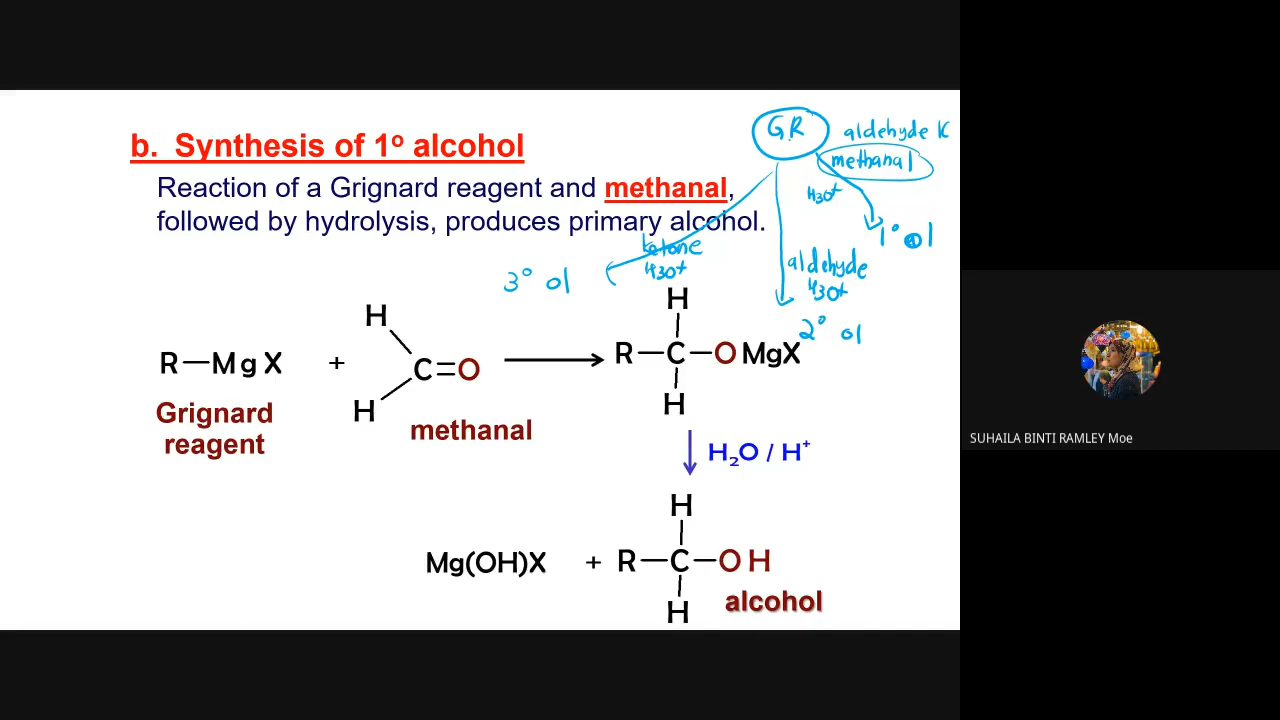 b. Synthesis of 1º alcohol
Reaction of a Grignard reagent and methanal,
followed by hydrolysis, produces primary alcohol.
G.R
aldehyde K
methanal
H3O+
1° ol
ketone
H3O+
3° ol
aldehyde
H3O+
2° ol
R—MgX + H H C=O
Grignard reagent
methanal
H
R—C—OMgX
H
H₂O / H⁺
H
Mg(OH)X + R—C—OH
H
alcohol
SUHAILA BINTI RAMLEY Moe